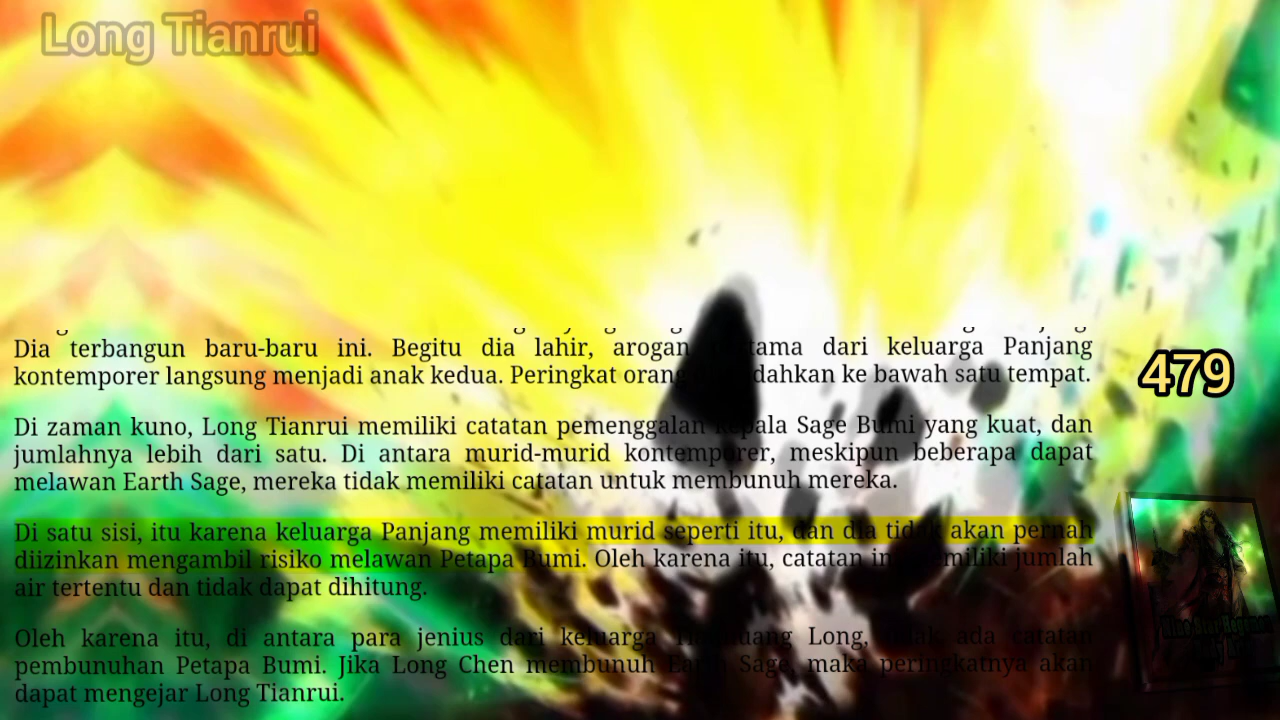 Long Tianrui
Dia terbangun baru-baru ini. Begitu dia lahir, arogan dari keluarga Panjang
kontemporer langsung menjadi anak kedua. Peringkat orang ke bawah satu tempat.
Di zaman kuno, Long Tianrui memiliki catatan pemenggalan kepala Sage Bumi yang kuat, dan
jumlahnya lebih dari satu. Di antara murid-murid kontemporer, meskipun beberapa dapat
melawan Earth Sage, mereka tidak memiliki catatan untuk membunuh mereka.
Di satu sisi, itu karena keluarga Panjang memiliki murid seperti itu, dan dia tidak akan pernah
diizinkan mengambil risiko melawan Petapa Bumi. Oleh karena itu, catatan memiliki jumlah
air tertentu dan tidak dapat dihitung.
Oleh karena itu, di antara para jenius dari keluarga Long, tidak ada catatan
pembunuhan Petapa Bumi. Jika Long Chen membunuh Earth Sage, maka peringkatnya akan
dapat mengejar Long Tianrui.
479